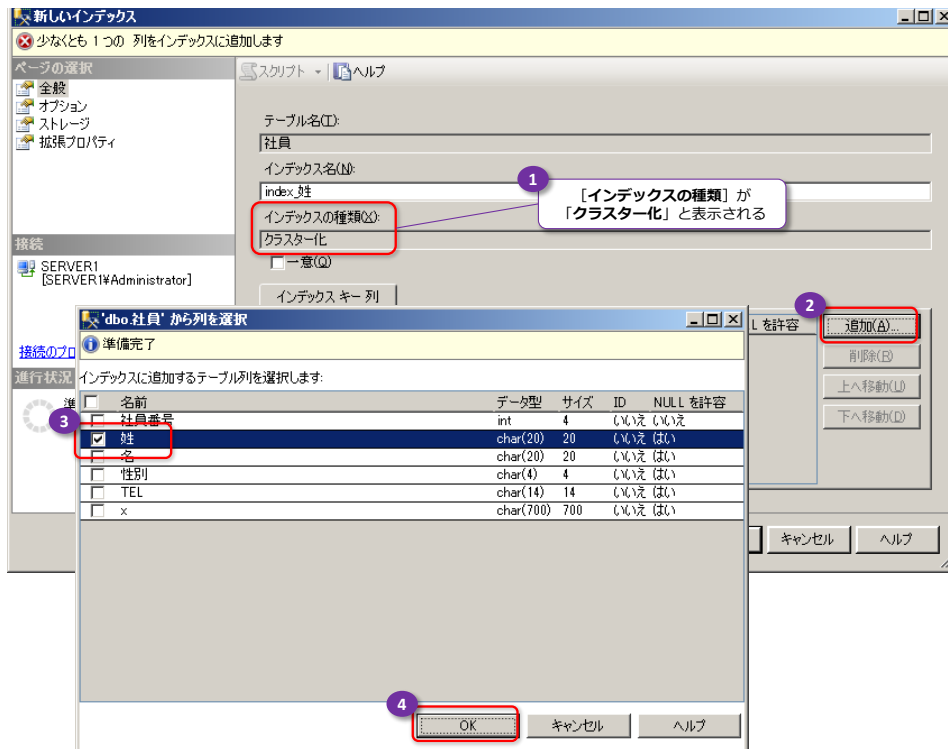 新しいインデックス
少なくとも 1 つの 列をインデックスに追加します
ページの選択
全般
オプション
ストレージ
拡張プロパティ
スクリプト
ヘルプ
テーブル名(T):
社員
インデックス名(N):
index_姓
1
[インデックスの種類] が
「クラスター化」と表示される
インデックスの種類(X):
クラスター化
一意(Q)
インデックス キー 列
接続
SERVER1
[SERVER1¥Administrator]
接続のプロ
進行状況
準
2
L を許容
追加(A)...
削除(R)
上へ移動(U)
下へ移動(D)
キャンセル
ヘルプ
'dbo.社員' から列を選択
準備完了
インデックスに追加するテーブル列を選択します:
名前 データ型 サイズ ID NULL を許容
3
社員番号 int 4 いいえ いいえ
姓 char(20) 20 いいえ はい
名 char(20) 20 いいえ はい
性別 char(4) 4 いいえ はい
TEL char(14) 14 いいえ はい
x char(700) 700 いいえ はい
4
OK
キャンセル
ヘルプ